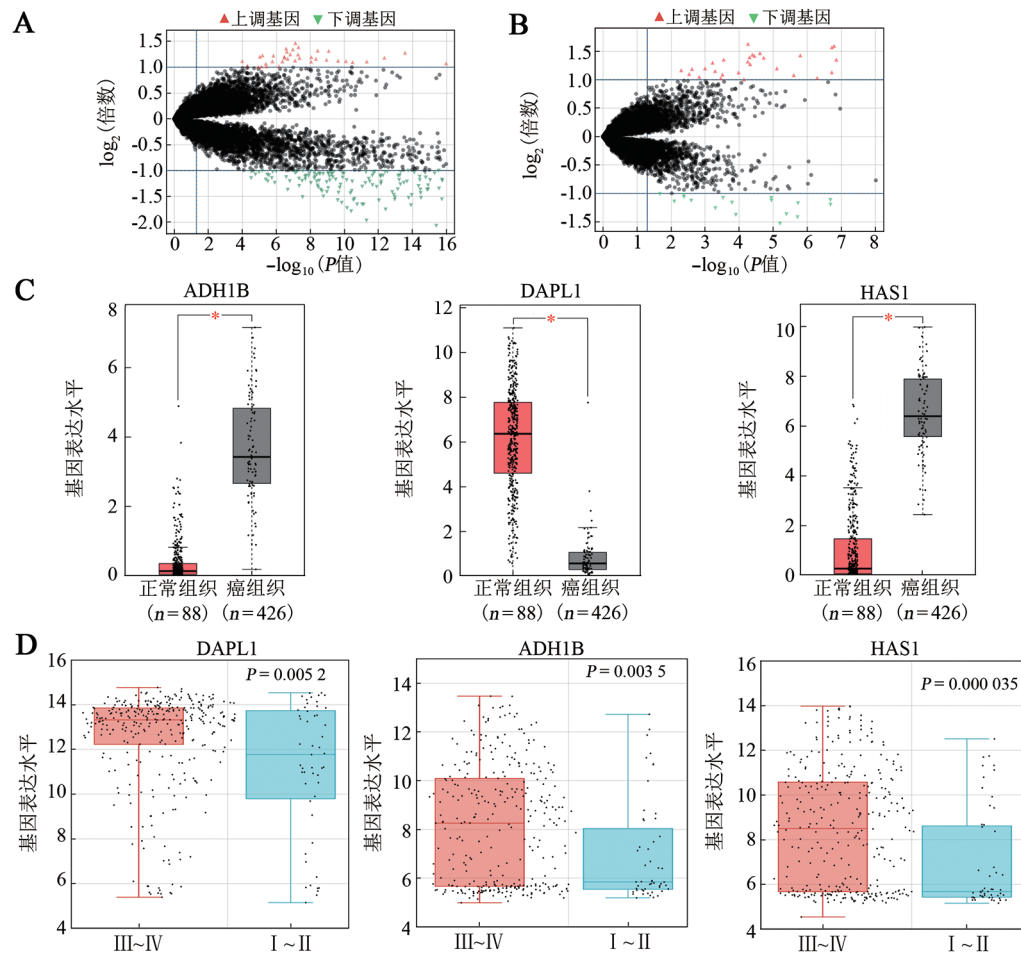 A
▲上调基因 ▼下调基因
log2(倍数)
1.5
1.0
0.5
0
-0.5
-1.0
-1.5
-2.0
0 2 4 6 8 10 12 14 16
-log10(P值)
B
▲上调基因 ▼下调基因
log2(倍数)
1.5
1.0
0.5
0
-0.5
-1.0
-1.5
0 1 2 3 4 5 6 7 8
-log10(P值)
C
ADH1B
基因表达水平
8
6
4
2
0
*
正常组织 癌组织
(n=88) (n=426)
DAPL1
基因表达水平
12
10
8
6
4
2
0
*
正常组织 癌组织
(n=88) (n=426)
HAS1
基因表达水平
10
8
6
4
2
0
*
正常组织 癌组织
(n=88) (n=426)
D
DAPL1
P=0.005 2
基因表达水平
16
14
12
10
8
6
4
III~IV I~II
ADH1B
P=0.003 5
基因表达水平
14
12
10
8
6
4
III~IV I~II
HAS1
P=0.000 035
基因表达水平
16
14
12
10
8
6
4
III~IV I~II